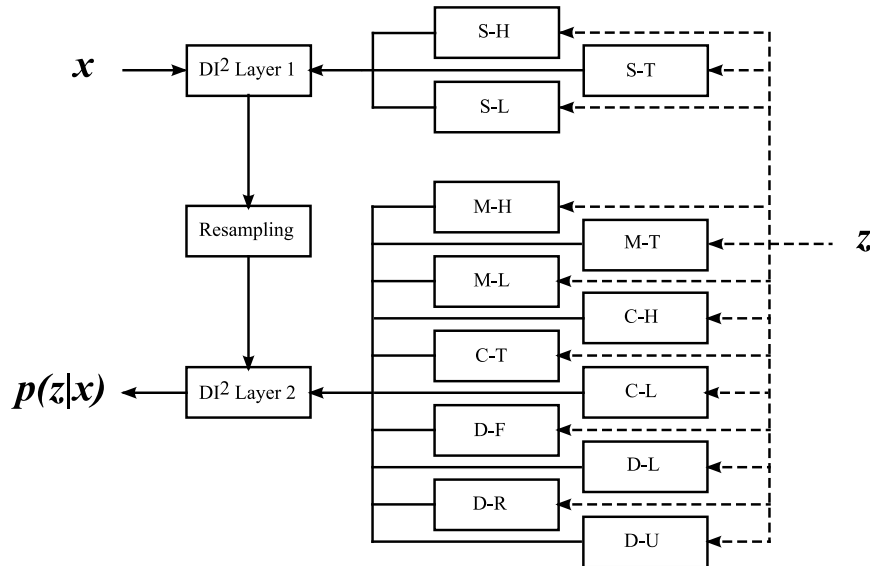 S-H
x
DI² Layer 1
S-T
S-L
M-H
Resampling
M-T
z
M-L
C-H
C-T
p(z|x)
DI² Layer 2
C-L
D-F
D-L
D-R
D-U